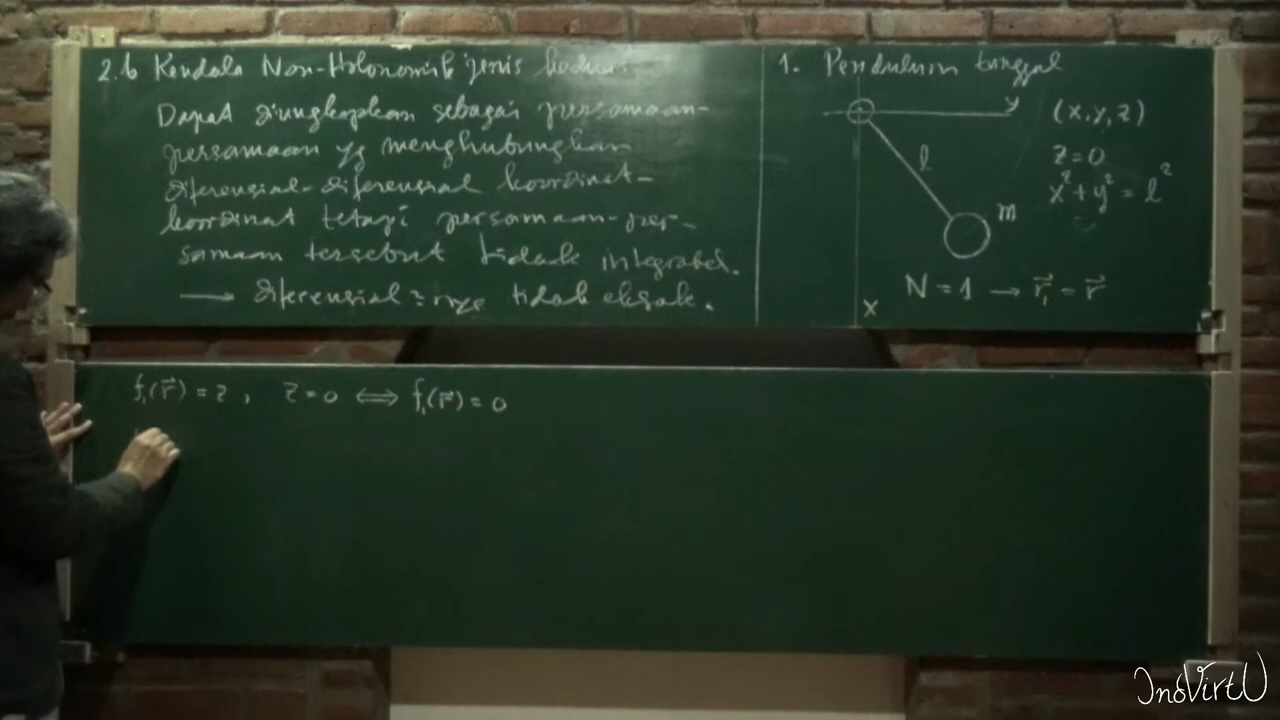 2.b Kendala Non-Holonomik jenis kedua:
Dapat diungkapkan sebagai persamaan-
persamaan yg menghubungkan
diferensial-diferensial koordinat-
koordinat tetapi persamaan-per-
samaan tersebut tidak integrabel.
→ diferensial ²nya tidak eksak.
1. Pendulum tunggal
y
(x, y, z)
l
z = 0
x² + y² = l²
m
N = 1 → r⃗₁ = r⃗
x
f₁(r⃗) = z , z = 0 ⟺ f₁(r⃗) = 0
InoVirtU